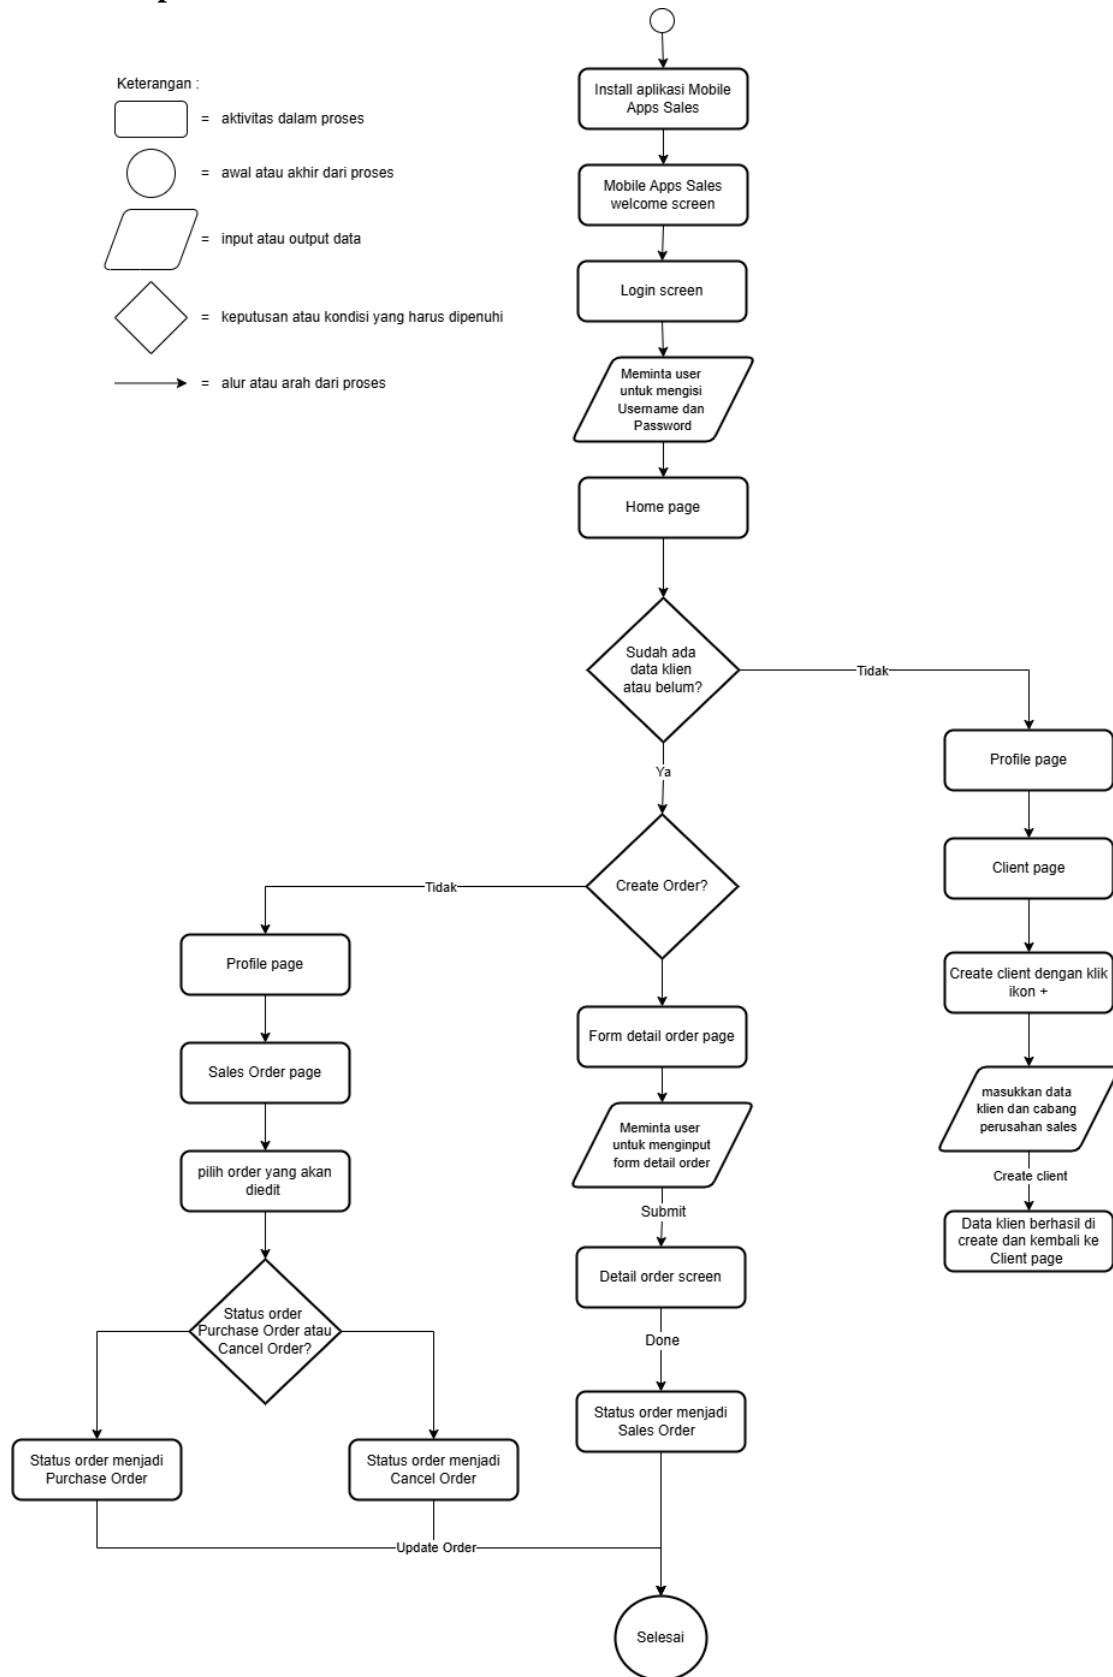 Keterangan :
= aktivitas dalam proses
= awal atau akhir dari proses
= input atau output data
= keputusan atau kondisi yang harus dipenuhi
= alur atau arah dari proses
Install aplikasi Mobile
Apps Sales
Mobile Apps Sales
welcome screen
Login screen
Meminta user
untuk mengisi
Username dan
Password
Home page
Sudah ada
data klien
atau belum?
Tidak
Ya
Profile page
Client page
Create client dengan klik
ikon +
masukkan data
klien dan cabang
perusahan sales
Create client
Data klien berhasil di
create dan kembali ke
Client page
Create Order?
Tidak
Profile page
Sales Order page
pilih order yang akan
diedit
Status order
Purchase Order atau
Cancel Order?
Status order menjadi
Purchase Order
Status order menjadi
Cancel Order
Update Order
Form detail order page
Meminta user
untuk menginput
form detail order
Submit
Detail order screen
Done
Status order menjadi
Sales Order
Selesai